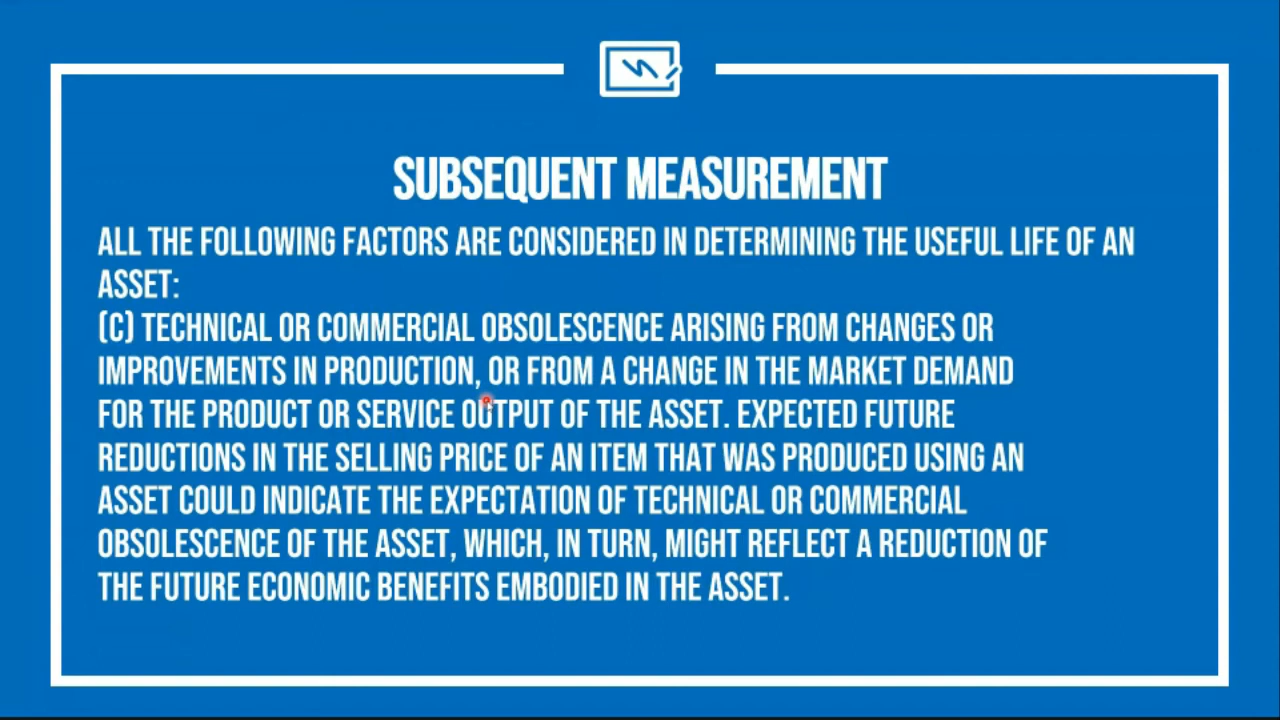 SUBSEQUENT MEASUREMENT
ALL THE FOLLOWING FACTORS ARE CONSIDERED IN DETERMINING THE USEFUL LIFE OF AN
ASSET:
(C) TECHNICAL OR COMMERCIAL OBSOLESCENCE ARISING FROM CHANGES OR
IMPROVEMENTS IN PRODUCTION, OR FROM A CHANGE IN THE MARKET DEMAND
FOR THE PRODUCT OR SERVICE OUTPUT OF THE ASSET. EXPECTED FUTURE
REDUCTIONS IN THE SELLING PRICE OF AN ITEM THAT WAS PRODUCED USING AN
ASSET COULD INDICATE THE EXPECTATION OF TECHNICAL OR COMMERCIAL
OBSOLESCENCE OF THE ASSET, WHICH, IN TURN, MIGHT REFLECT A REDUCTION OF
THE FUTURE ECONOMIC BENEFITS EMBODIED IN THE ASSET.